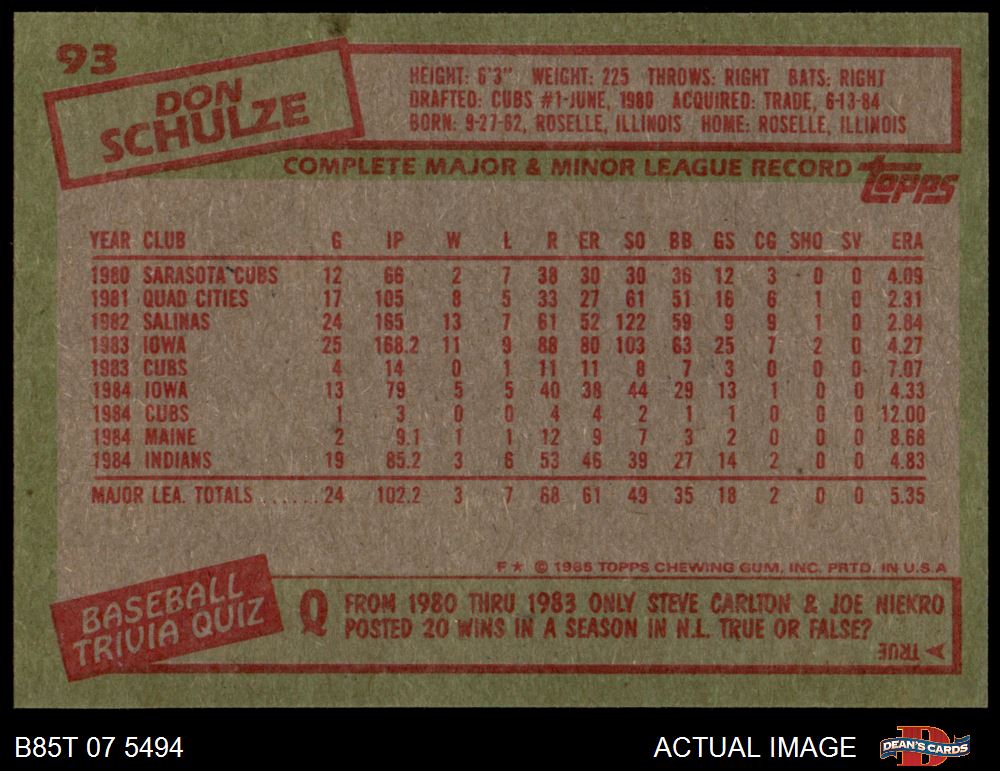 93
DON
SCHULZE
HEIGHT: 6'3" WEIGHT: 225 THROWS: RIGHT BATS: RIGHT
DRAFTED: CUBS #1-JUNE, 1980 ACQUIRED: TRADE, 6-13-84
BORN: 9-27-62, ROSELLE, ILLINOIS HOME: ROSELLE, ILLINOIS
COMPLETE MAJOR & MINOR LEAGUE RECORD topps
YEAR CLUB G IP W L R ER SO BB GS CG SHO SV ERA
1980 SARASOTA CUBS 12 66 2 7 38 30 30 36 12 3 0 0 4.09
1981 QUAD CITIES 17 105 8 5 33 27 61 51 16 6 1 0 2.31
1982 SALINAS 24 165 13 7 61 52 122 59 9 9 1 0 2.84
1983 IOWA 25 168.2 11 9 88 80 103 63 25 7 2 0 4.27
1983 CUBS 4 14 0 1 11 11 8 7 3 0 0 0 7.07
1984 IOWA 13 79 5 5 40 38 44 29 13 1 0 0 4.33
1984 CUBS 1 3 0 0 4 4 2 1 1 0 0 0 12.00
1984 MAINE 2 9.1 1 1 12 9 7 3 2 0 0 0 8.68
1984 INDIANS 19 85.2 3 6 53 46 39 27 14 2 0 0 4.83
MAJOR LEA. TOTALS .......24 102.2 3 7 68 61 49 35 18 2 0 0 5.35
F★ © 1985 TOPPS CHEWING GUM, INC. PRTD. IN U.S.A
BASEBALL
TRIVIA QUIZ
Q FROM 1980 THRU 1983 ONLY STEVE CARLTON & JOE NIEKRO
POSTED 20 WINS IN A SEASON IN N.L. TRUE OR FALSE?
A TRUE
B85T 07 5494
ACTUAL IMAGE
D
DEAN'S CARDS